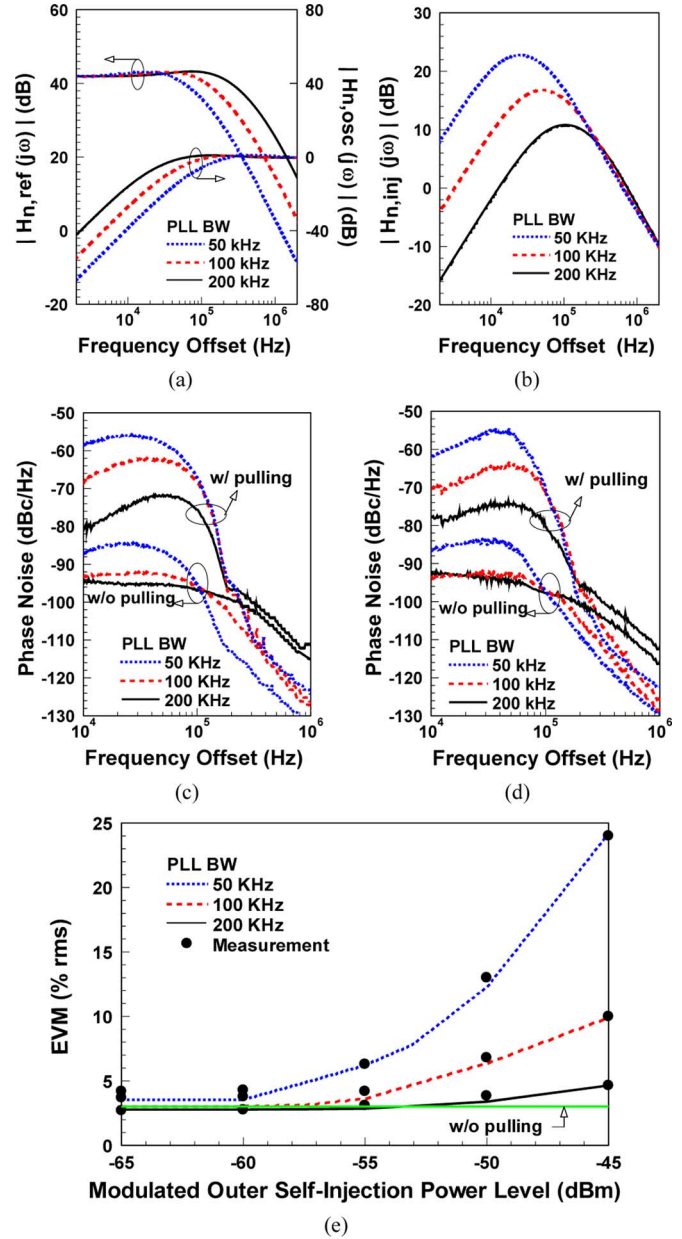 60
40
20
0
-20
80
40
0
-40
-80
| Hn,ref (jω) | (dB)
| Hn,osc (jω) | (dB)
PLL BW
50 kHz
100 kHz
200 kHz
10^4
10^5
10^6
Frequency Offset (Hz)
(a)
30
20
10
0
-10
-20
| Hn,inj (jω) | (dB)
PLL BW
50 KHz
100 KHz
200 KHz
10^4
10^5
10^6
Frequency Offset (Hz)
(b)
-50
-60
-70
-80
-90
-100
-110
-120
-130
Phase Noise (dBc/Hz)
w/ pulling
w/o pulling
PLL BW
50 KHz
100 KHz
200 KHz
10^4
10^5
10^6
Frequency Offset (Hz)
(c)
-50
-60
-70
-80
-90
-100
-110
-120
-130
Phase Noise (dBc/Hz)
w/ pulling
w/o pulling
PLL BW
50 kHz
100 kHz
200 kHz
10^4
10^5
10^6
Frequency Offset (Hz)
(d)
25
20
15
10
5
0
EVM (% rms)
PLL BW
50 KHz
100 KHz
200 KHz
Measurement
w/o pulling
-65
-60
-55
-50
-45
Modulated Outer Self-Injection Power Level (dBm)
(e)